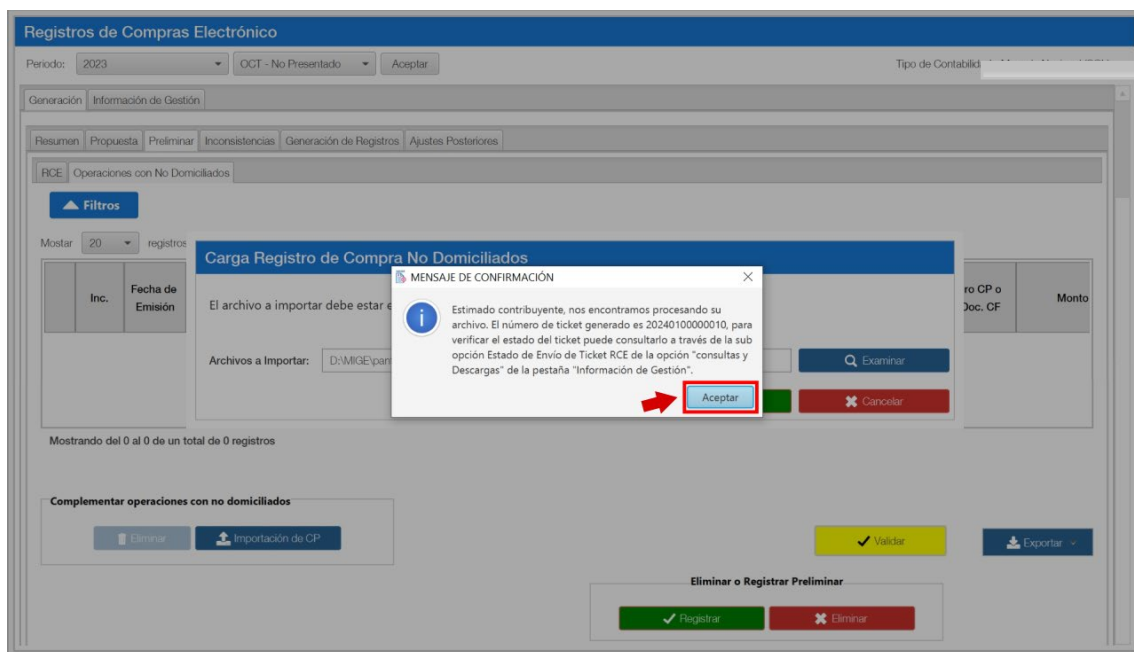 Registros de Compras Electrónico
Periodo: 2023 OCT - No Presentado Aceptar Tipo de
Generación Información de Gestión
Resumen Propuesta Preliminar Inconsistencias Generación de Registros Ajustes Posteriores
RCE Operaciones con No Domiciliados
Filtros
Mostar 20 registros
Carga Registro de Compra No Domiciliados
MENSAJE DE CONFIRMACIÓN
Inc.
Fecha de
Emisión
ro CP o
Doc. CF
Monto
El archivo a importar debe estar
Estimado contribuyente, nos encontramos procesando su
archivo. El número de ticket generado es 20240100000010, para
verificar el estado del ticket puede consultarlo a través de la sub
opción Estado de Envío de Ticket RCE de la opción "consultas y
Descargas" de la pestaña "Información de Gestión".
Archivos a Importar: D:\MIGE\pan Examinar
Aceptar
Cancelar
Mostrando del 0 al 0 de un total de 0 registros
Complementar operaciones con no domiciliados
Eliminar Importación de CP
Validar
Exportar
Eliminar o Registrar Preliminar
Registrar Eliminar